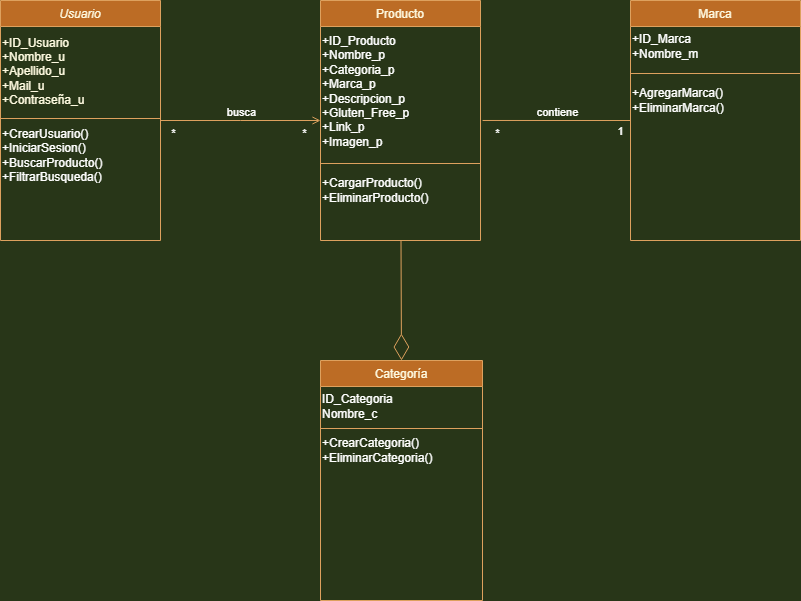 Usuario
+ID_Usuario
+Nombre_u
+Apellido_u
+Mail_u
+Contraseña_u
+CrearUsuario()
+IniciarSesion()
+BuscarProducto()
+FiltrarBusqueda()
busca
*
*
Producto
+ID_Producto
+Nombre_p
+Categoria_p
+Marca_p
+Descripcion_p
+Gluten_Free_p
+Link_p
+Imagen_p
+CargarProducto()
+EliminarProducto()
contiene
*
1
Marca
+ID_Marca
+Nombre_m
+AgregarMarca()
+EliminarMarca()
Categoría
ID_Categoria
Nombre_c
+CrearCategoria()
+EliminarCategoria()